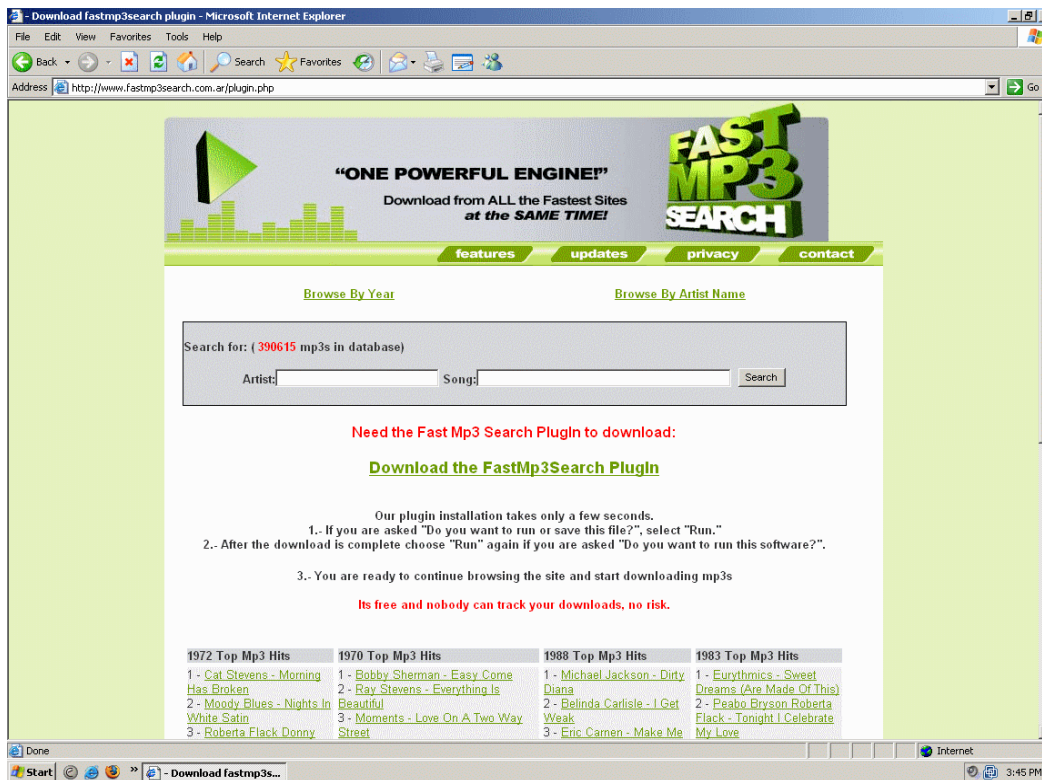 - Download fastmp3search plugin - Microsoft Internet Explorer
File Edit View Favorites Tools Help
Back Search Favorites
Address http://www.fastmp3search.com.ar/plugin.php Go
“ONE POWERFUL ENGINE!”
Download from ALL the Fastest Sites
at the SAME TIME!
FAST
MP3
SEARCH
features updates privacy contact
Browse By Year Browse By Artist Name
Search for: ( 390615 mp3s in database)
Artist: Song: Search
Need the Fast Mp3 Search PlugIn to download:
Download the FastMp3Search PlugIn
Our plugin installation takes only a few seconds.
1.- If you are asked "Do you want to run or save this file?", select "Run."
2.- After the download is complete choose "Run" again if you are asked "Do you want to run this software?".
3.- You are ready to continue browsing the site and start downloading mp3s
Its free and nobody can track your downloads, no risk.
1972 Top Mp3 Hits
1 - Cat Stevens - Morning
Has Broken
2 - Moody Blues - Nights In
White Satin
3 - Roberta Flack Donny
1970 Top Mp3 Hits
1 - Bobby Sherman - Easy Come
2 - Ray Stevens - Everything Is
Beautiful
3 - Moments - Love On A Two Way
Street
1988 Top Mp3 Hits
1 - Michael Jackson - Dirty
Diana
2 - Belinda Carlisle - I Get
Weak
3 - Eric Carmen - Make Me
1983 Top Mp3 Hits
1 - Eurythmics - Sweet
Dreams (Are Made Of This)
2 - Peabo Bryson Roberta
Flack - Tonight I Celebrate
My Love
Done Internet
Start » - Download fastmp3s... 3:45 PM